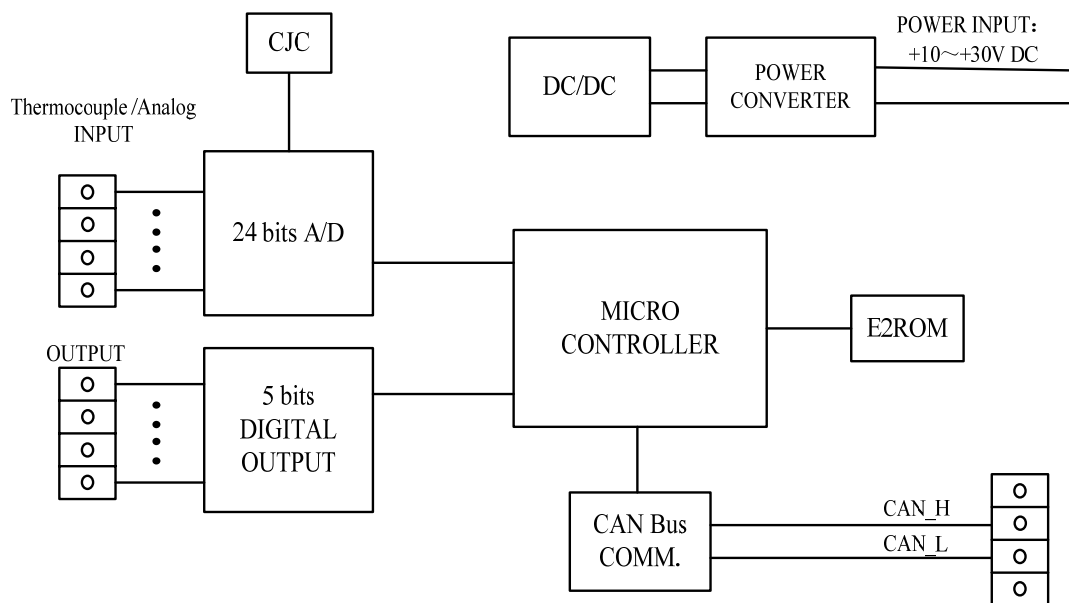 CJC
POWER INPUT:
+10～+30V DC
DC/DC
POWER
CONVERTER
Thermocouple /Analog
INPUT
24 bits A/D
MICRO
CONTROLLER
E2ROM
OUTPUT
5 bits
DIGITAL
OUTPUT
CAN Bus
COMM.
CAN_H
CAN_L